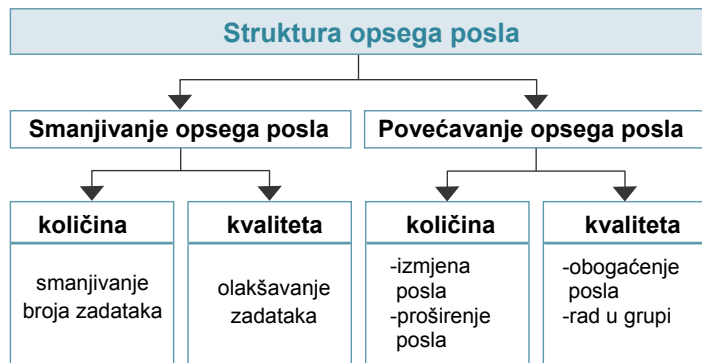 Struktura opsega posla
Smanjivanje opsega posla
Povećavanje opsega posla
količina
smanjivanje
broja zadataka
kvaliteta
olakšavanje
zadataka
količina
-izmjena
posla
-proširenje
posla
kvaliteta
-obogaćenje
posla
-rad u grupi